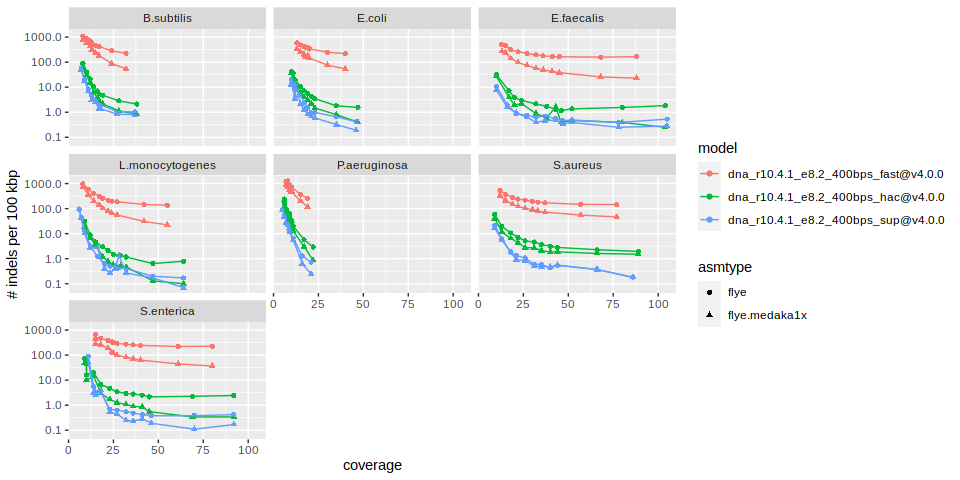 B.subtilis E.coli E.faecalis
1000.0
100.0
10.0
1.0
0.1
L.monocytogenes P.aeruginosa S.aureus
1000.0
100.0
10.0
1.0
0.1
0 25 50 75 100 0 25 50 75 100
S.enterica
1000.0
100.0
10.0
1.0
0.1
0 25 50 75 100
coverage
# indels per 100 kbp
model
dna_r10.4.1_e8.2_400bps_fast@v4.0.0
dna_r10.4.1_e8.2_400bps_hac@v4.0.0
dna_r10.4.1_e8.2_400bps_sup@v4.0.0
asmtype
flye
flye.medaka1x